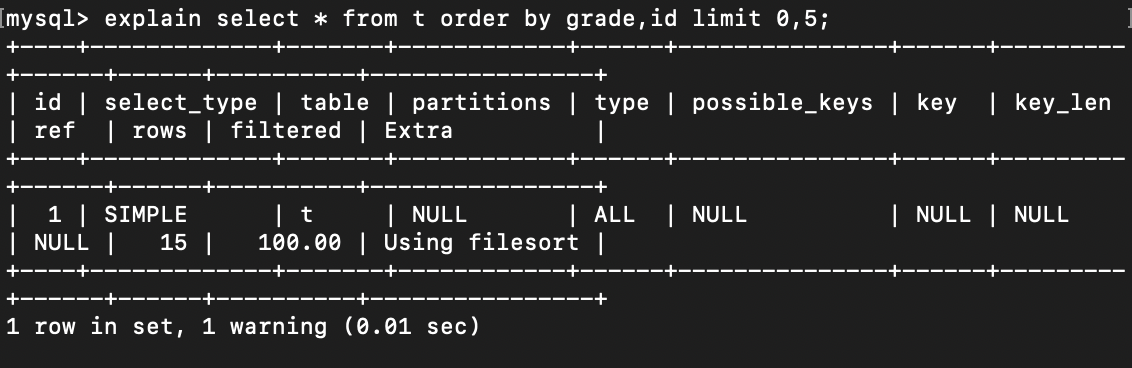 [mysql> explain select * from t order by grade,id limit 0,5;
+----+-------------+-------+------------+------+---------------+------+---------
+------+------+----------+----------------+
| id | select_type | table | partitions | type | possible_keys | key  | key_len
| ref  | rows | filtered | Extra          |
+----+-------------+-------+------------+------+---------------+------+---------
+------+------+----------+----------------+
|  1 | SIMPLE      | t     | NULL       | ALL  | NULL          | NULL | NULL
| NULL |   15 |   100.00 | Using filesort |
+----+-------------+-------+------------+------+---------------+------+---------
+------+------+----------+----------------+
1 row in set, 1 warning (0.01 sec)